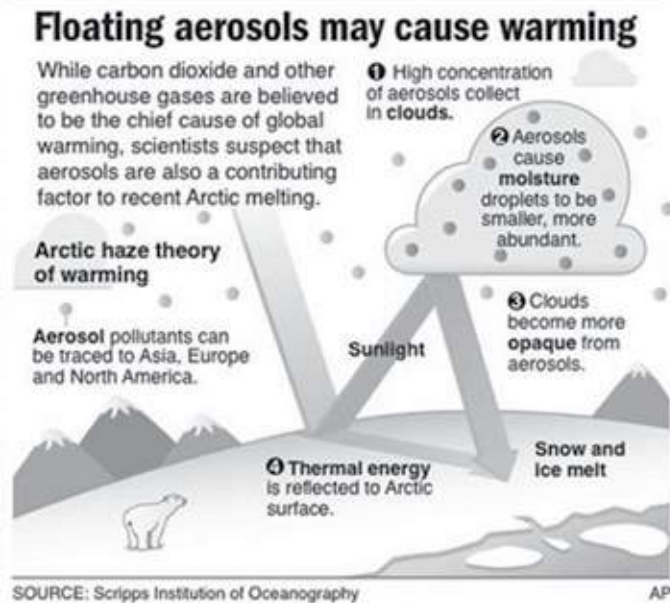 Floating aerosols may cause warming
While carbon dioxide and other
greenhouse gases are believed
to be the chief cause of global
warming, scientists suspect that
aerosols are also a contributing
factor to recent Arctic melting.
❶ High concentration
of aerosols collect
in clouds.
❷ Aerosols
cause
moisture
droplets to be
smaller, more
abundant.
Arctic haze theory
of warming
Aerosol pollutants can
be traced to Asia, Europe
and North America.
Sunlight
❸ Clouds
become more
opaque from
aerosols.
❹ Thermal energy
is reflected to Arctic
surface.
Snow and
ice melt
SOURCE: Scripps Institution of Oceanography
AP